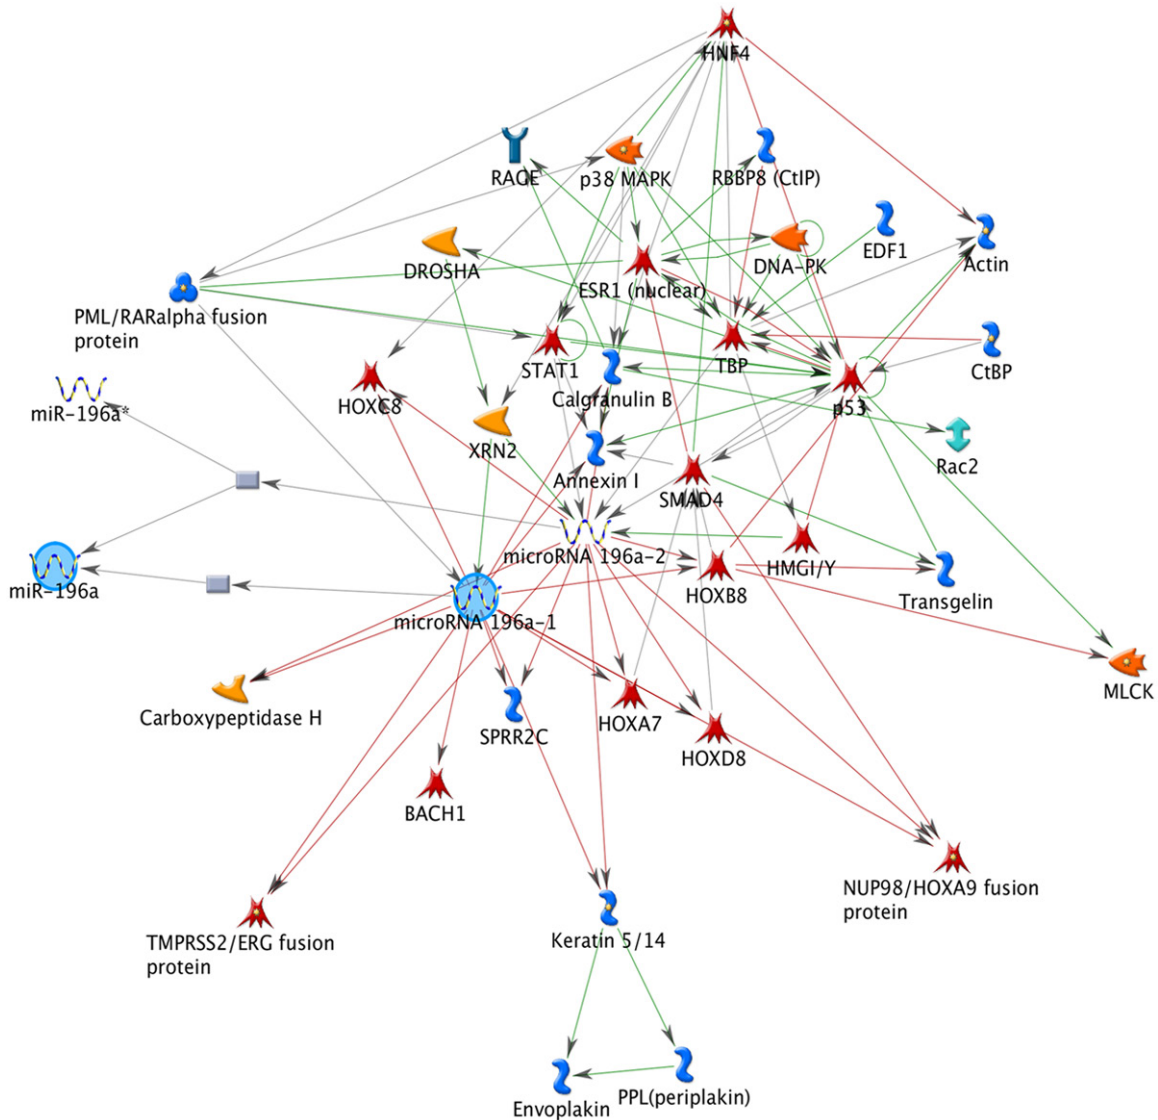 HNF4
RAGE
p38 MAPK
RBBP8 (CtIP)
EDF1
Actin
DROSHA
DNA-PK
ESR1 (nuclear)
PML/RARalpha fusion
protein
STAT1
TBP
CtBP
miR-196a*
HOXC8
Calgranulin B
p53
XRN2
Rac2
Annexin I
SMAD4
microRNA 196a-2
HMGI/Y
miR-196a
HOXB8
Transgelin
microRNA 196a-1
MLCK
Carboxypeptidase H
SPRR2C
HOXA7
HOXD8
BACH1
NUP98/HOXA9 fusion
protein
TMPRSS2/ERG fusion
protein
Keratin 5/14
Envoplakin
PPL(periplakin)